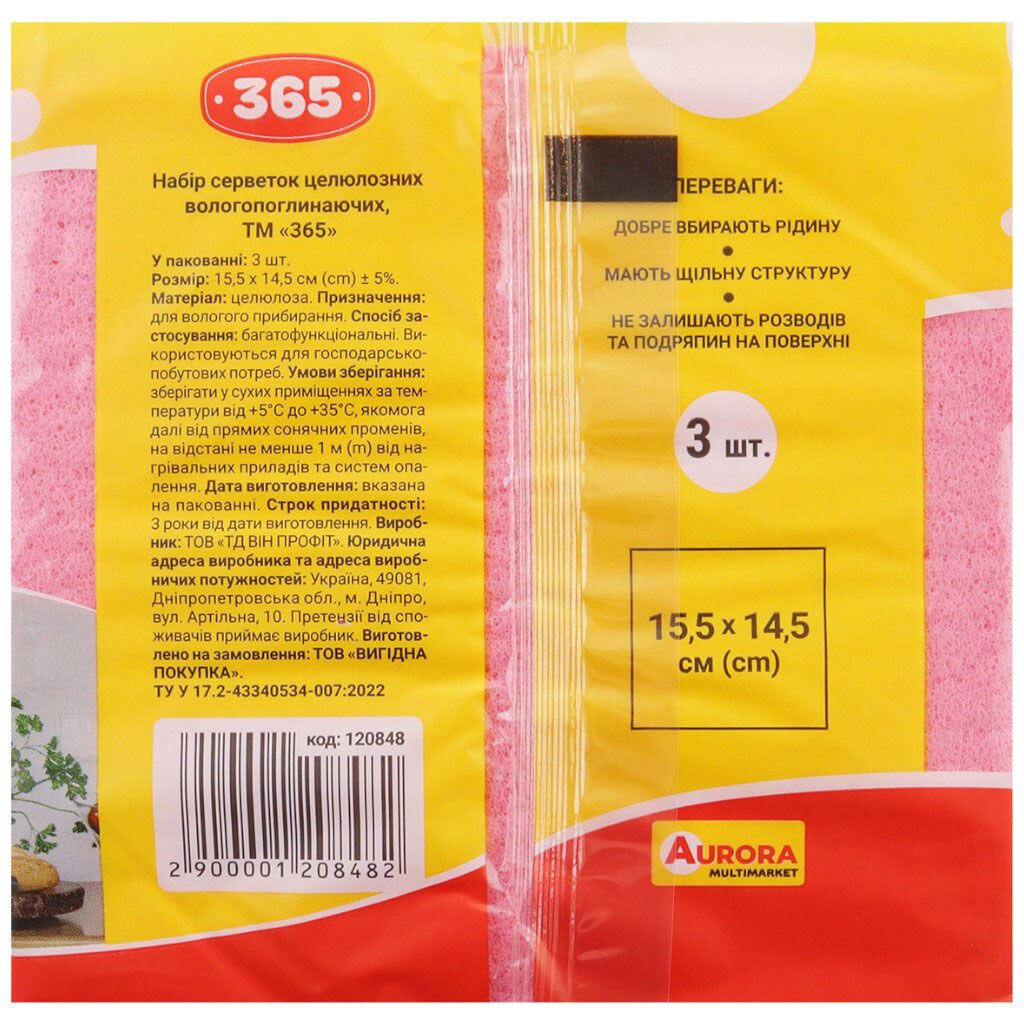 365
Набір серветок целюлозних
вологопоглинаючих,
ТМ «365»
У пакованні: 3 шт.
Розмір: 15,5 х 14,5 см (cm) ± 5%.
Матеріал: целюлоза. Призначення:
для вологого прибирання. Спосіб за-
стосування: багатофункціональні. Ви-
користовуються для господарсько-
побутових потреб. Умови зберігання:
зберігати у сухих приміщеннях за тем-
ператури від +5°С до +35°С, якомога
далі від прямих сонячних променів,
на відстані не менше 1 м (m) від на-
грівальних приладів та систем опа-
лення. Дата виготовлення: вказана
на пакованні. Строк придатності:
3 роки від дати виготовлення. Вироб-
ник: ТОВ «ТД ВІН ПРОФІТ». Юридична
адреса виробника та адреса вироб-
ничих потужностей: Україна, 49081,
Дніпропетровська обл., м. Дніпро,
вул. Артільна, 10. Претензії від спо-
живачів приймає виробник. Виготов-
лено на замовлення: ТОВ «ВИГІДНА
ПОКУПКА».
ТУ У 17.2-43340534-007:2022
код: 120848
2 900001 208482
ПЕРЕВАГИ:
ДОБРЕ ВБИРАЮТЬ РІДИНУ
МАЮТЬ ЩІЛЬНУ СТРУКТУРУ
НЕ ЗАЛИШАЮТЬ РОЗВОДІВ
ТА ПОДРЯПИН НА ПОВЕРХНІ
3 шт.
15,5 х 14,5
см (cm)
AURORA
MULTIMARKET